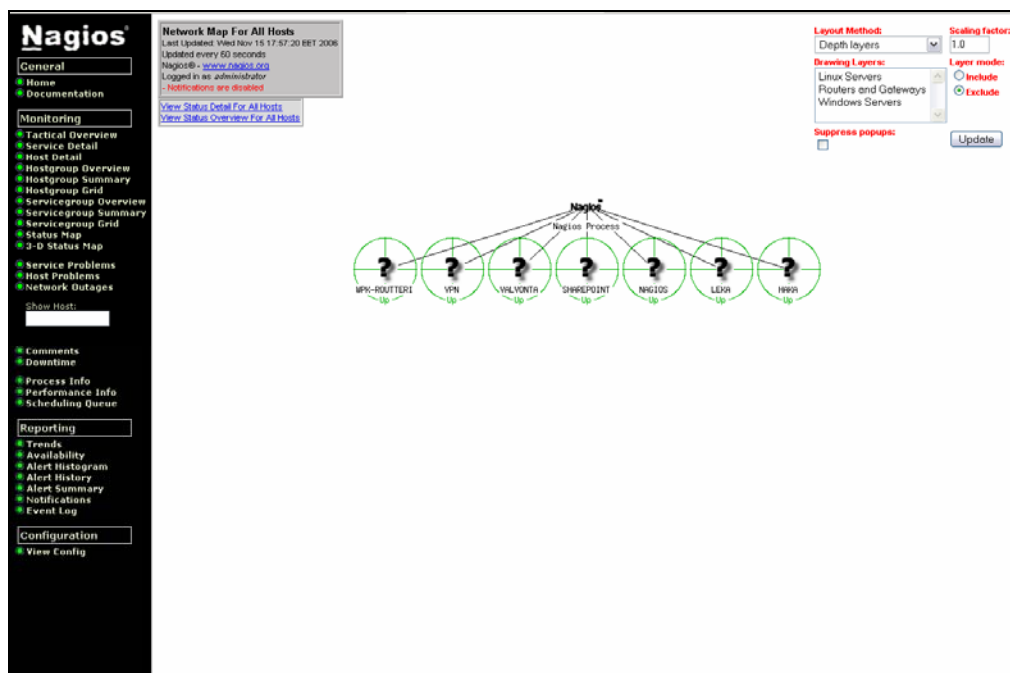 Nagios®
General
Home
Documentation
Monitoring
Tactical Overview
Service Detail
Host Detail
Hostgroup Overview
Hostgroup Summary
Hostgroup Grid
Servicegroup Overview
Servicegroup Summary
Servicegroup Grid
Status Map
3-D Status Map
Service Problems
Host Problems
Network Outages
Show Host:
Comments
Downtime
Process Info
Performance Info
Scheduling Queue
Reporting
Trends
Availability
Alert Histogram
Alert History
Alert Summary
Notifications
Event Log
Configuration
View Config
Network Map For All Hosts
Last Updated: Wed Nov 15 17:57:20 EET 2006
Updated every 60 seconds
Nagios® - www.nagios.org
Logged in as administrator
- Notifications are disabled
View Status Detail For All Hosts
View Status Overview For All Hosts
Layout Method:
Depth layers
Scaling factor:
1.0
Drawing Layers:
Linux Servers
Routers and Gateways
Windows Servers
Layer mode:
Include
Exclude
Suppress popups:
Update
Nagios
Nagios Process
? ? ? ? ? ? ?
WPK-ROUTTERI VPN VALVONTA SHAREPOINT NAGIOS LEKA HAKA
Up Up Up Up Up Up Up